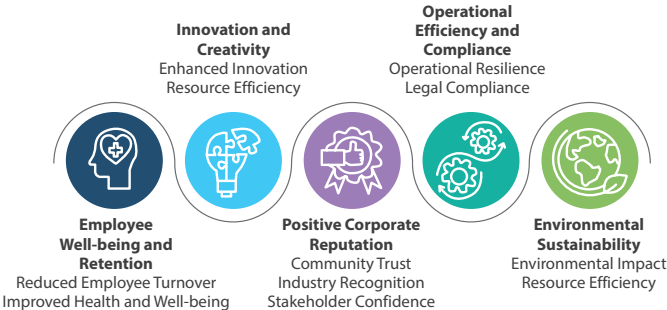 Employee
Well-being and
Retention
Reduced Employee Turnover
Improved Health and Well-being
Innovation and
Creativity
Enhanced Innovation
Resource Efficiency
Positive Corporate
Reputation
Community Trust
Industry Recognition
Stakeholder Confidence
Operational
Efficiency and
Compliance
Operational Resilience
Legal Compliance
Environmental
Sustainability
Environmental Impact
Resource Efficiency